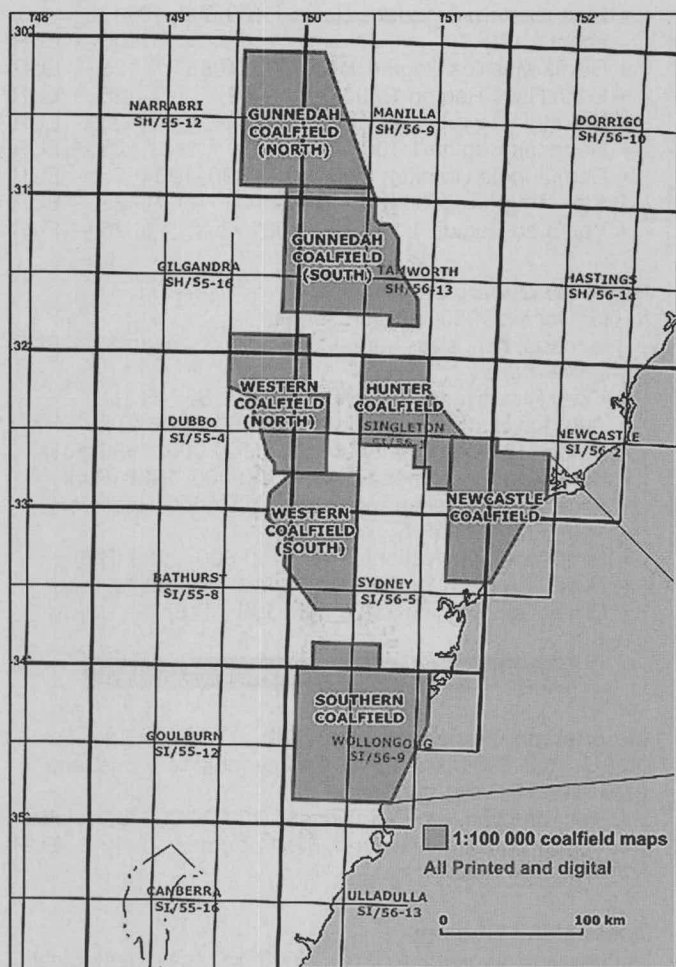 148° 149° 150° 151° 152°
30°
NARRABRI
SH/55-12
GUNNEDAH
COALFIELD
(NORTH)
MANILLA
SH/56-9
DORRIGO
SH/56-10
31°
GILGANDRA
SH/55-16
GUNNEDAH
COALFIELD
(SOUTH)
TAMWORTH
SH/56-13
HASTINGS
SH/56-14
32°
DUBBO
SI/55-4
WESTERN
COALFIELD
(NORTH)
HUNTER
COALFIELD
SINGLETON
SI/56-1
NEWCASTLE
SI/56-2
33°
WESTERN
COALFIELD
(SOUTH)
NEWCASTLE
COALFIELD
BATHURST
SI/55-8
SYDNEY
SI/56-5
34°
GOULBURN
SI/55-12
SOUTHERN
COALFIELD
WOLLONGONG
SI/56-9
35°
1:100 000 coalfield maps
All Printed and digital
CANBERRA
SI/55-16
ULLADULLA
SI/56-13
0 100 km